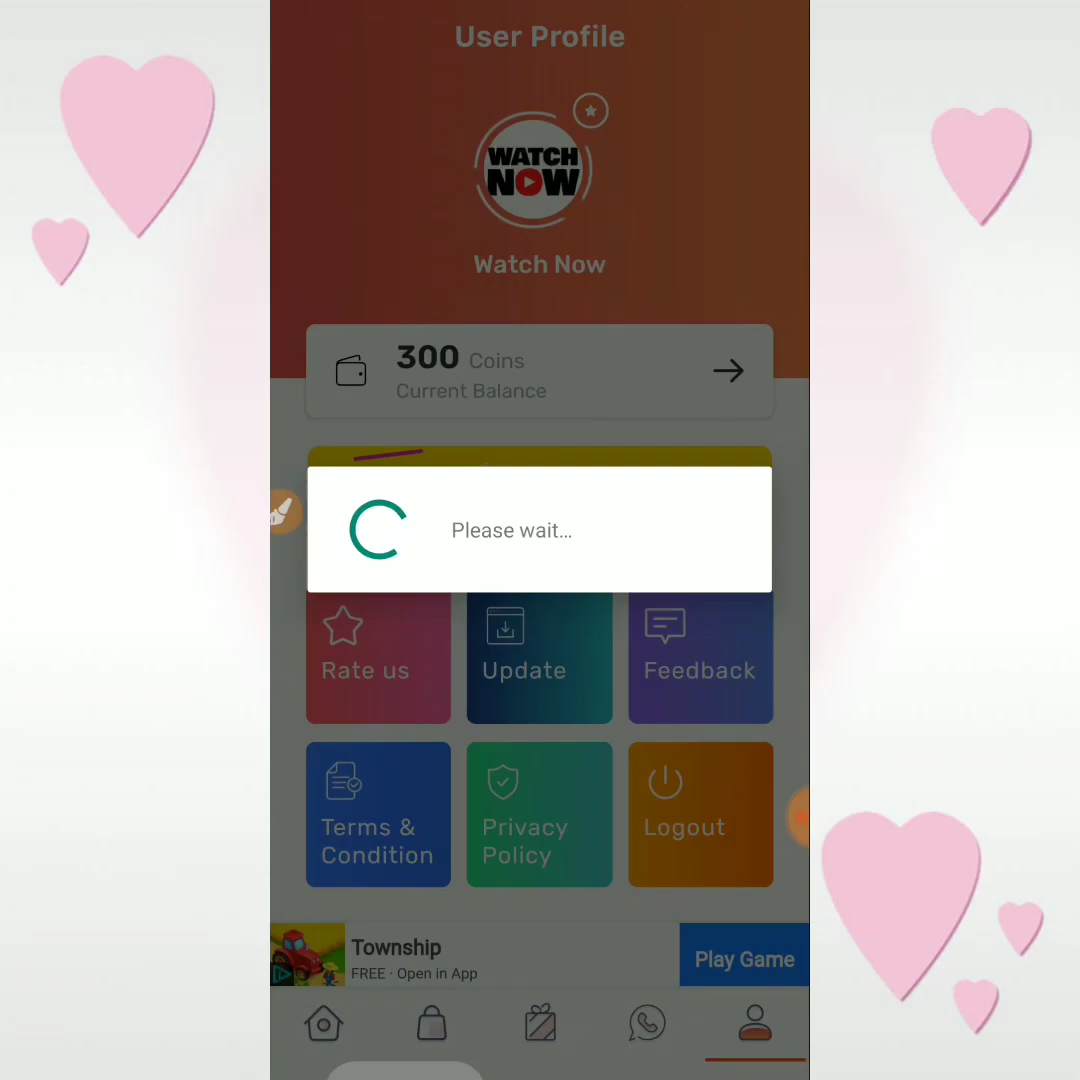 User Profile
WATCH
NOW
Watch Now
300 Coins
Current Balance
Please wait...
Rate us
Update
Feedback
Terms &
Condition
Privacy
Policy
Logout
Township
FREE · Open in App
Play Game